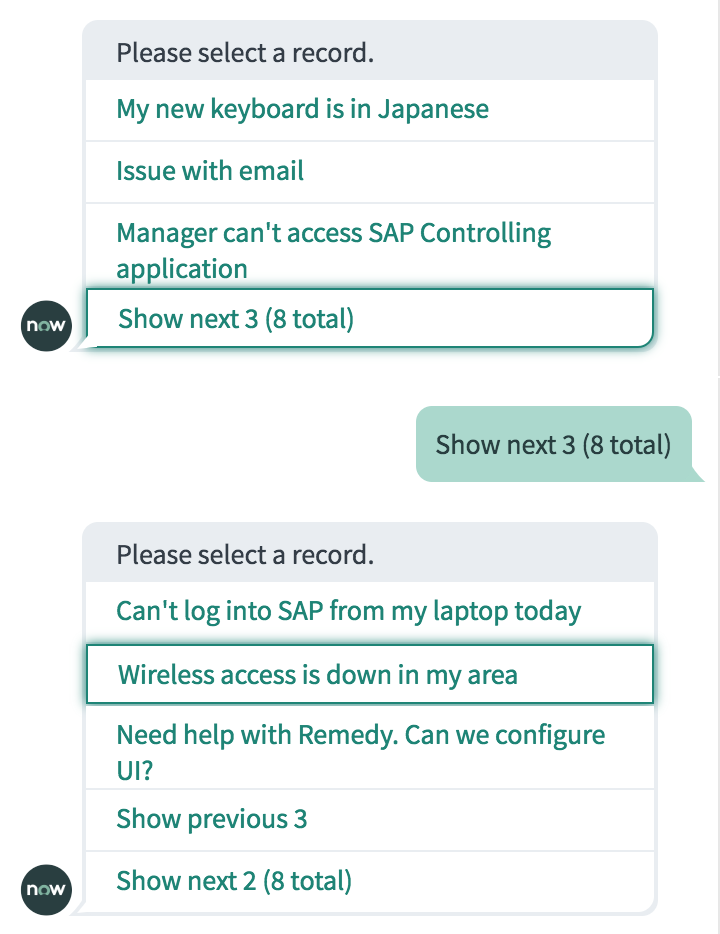 Please select a record.
My new keyboard is in Japanese
Issue with email
Manager can't access SAP Controlling
application
Show next 3 (8 total)
now
Show next 3 (8 total)
Please select a record.
Can't log into SAP from my laptop today
Wireless access is down in my area
Need help with Remedy. Can we configure
UI?
Show previous 3
Show next 2 (8 total)
now